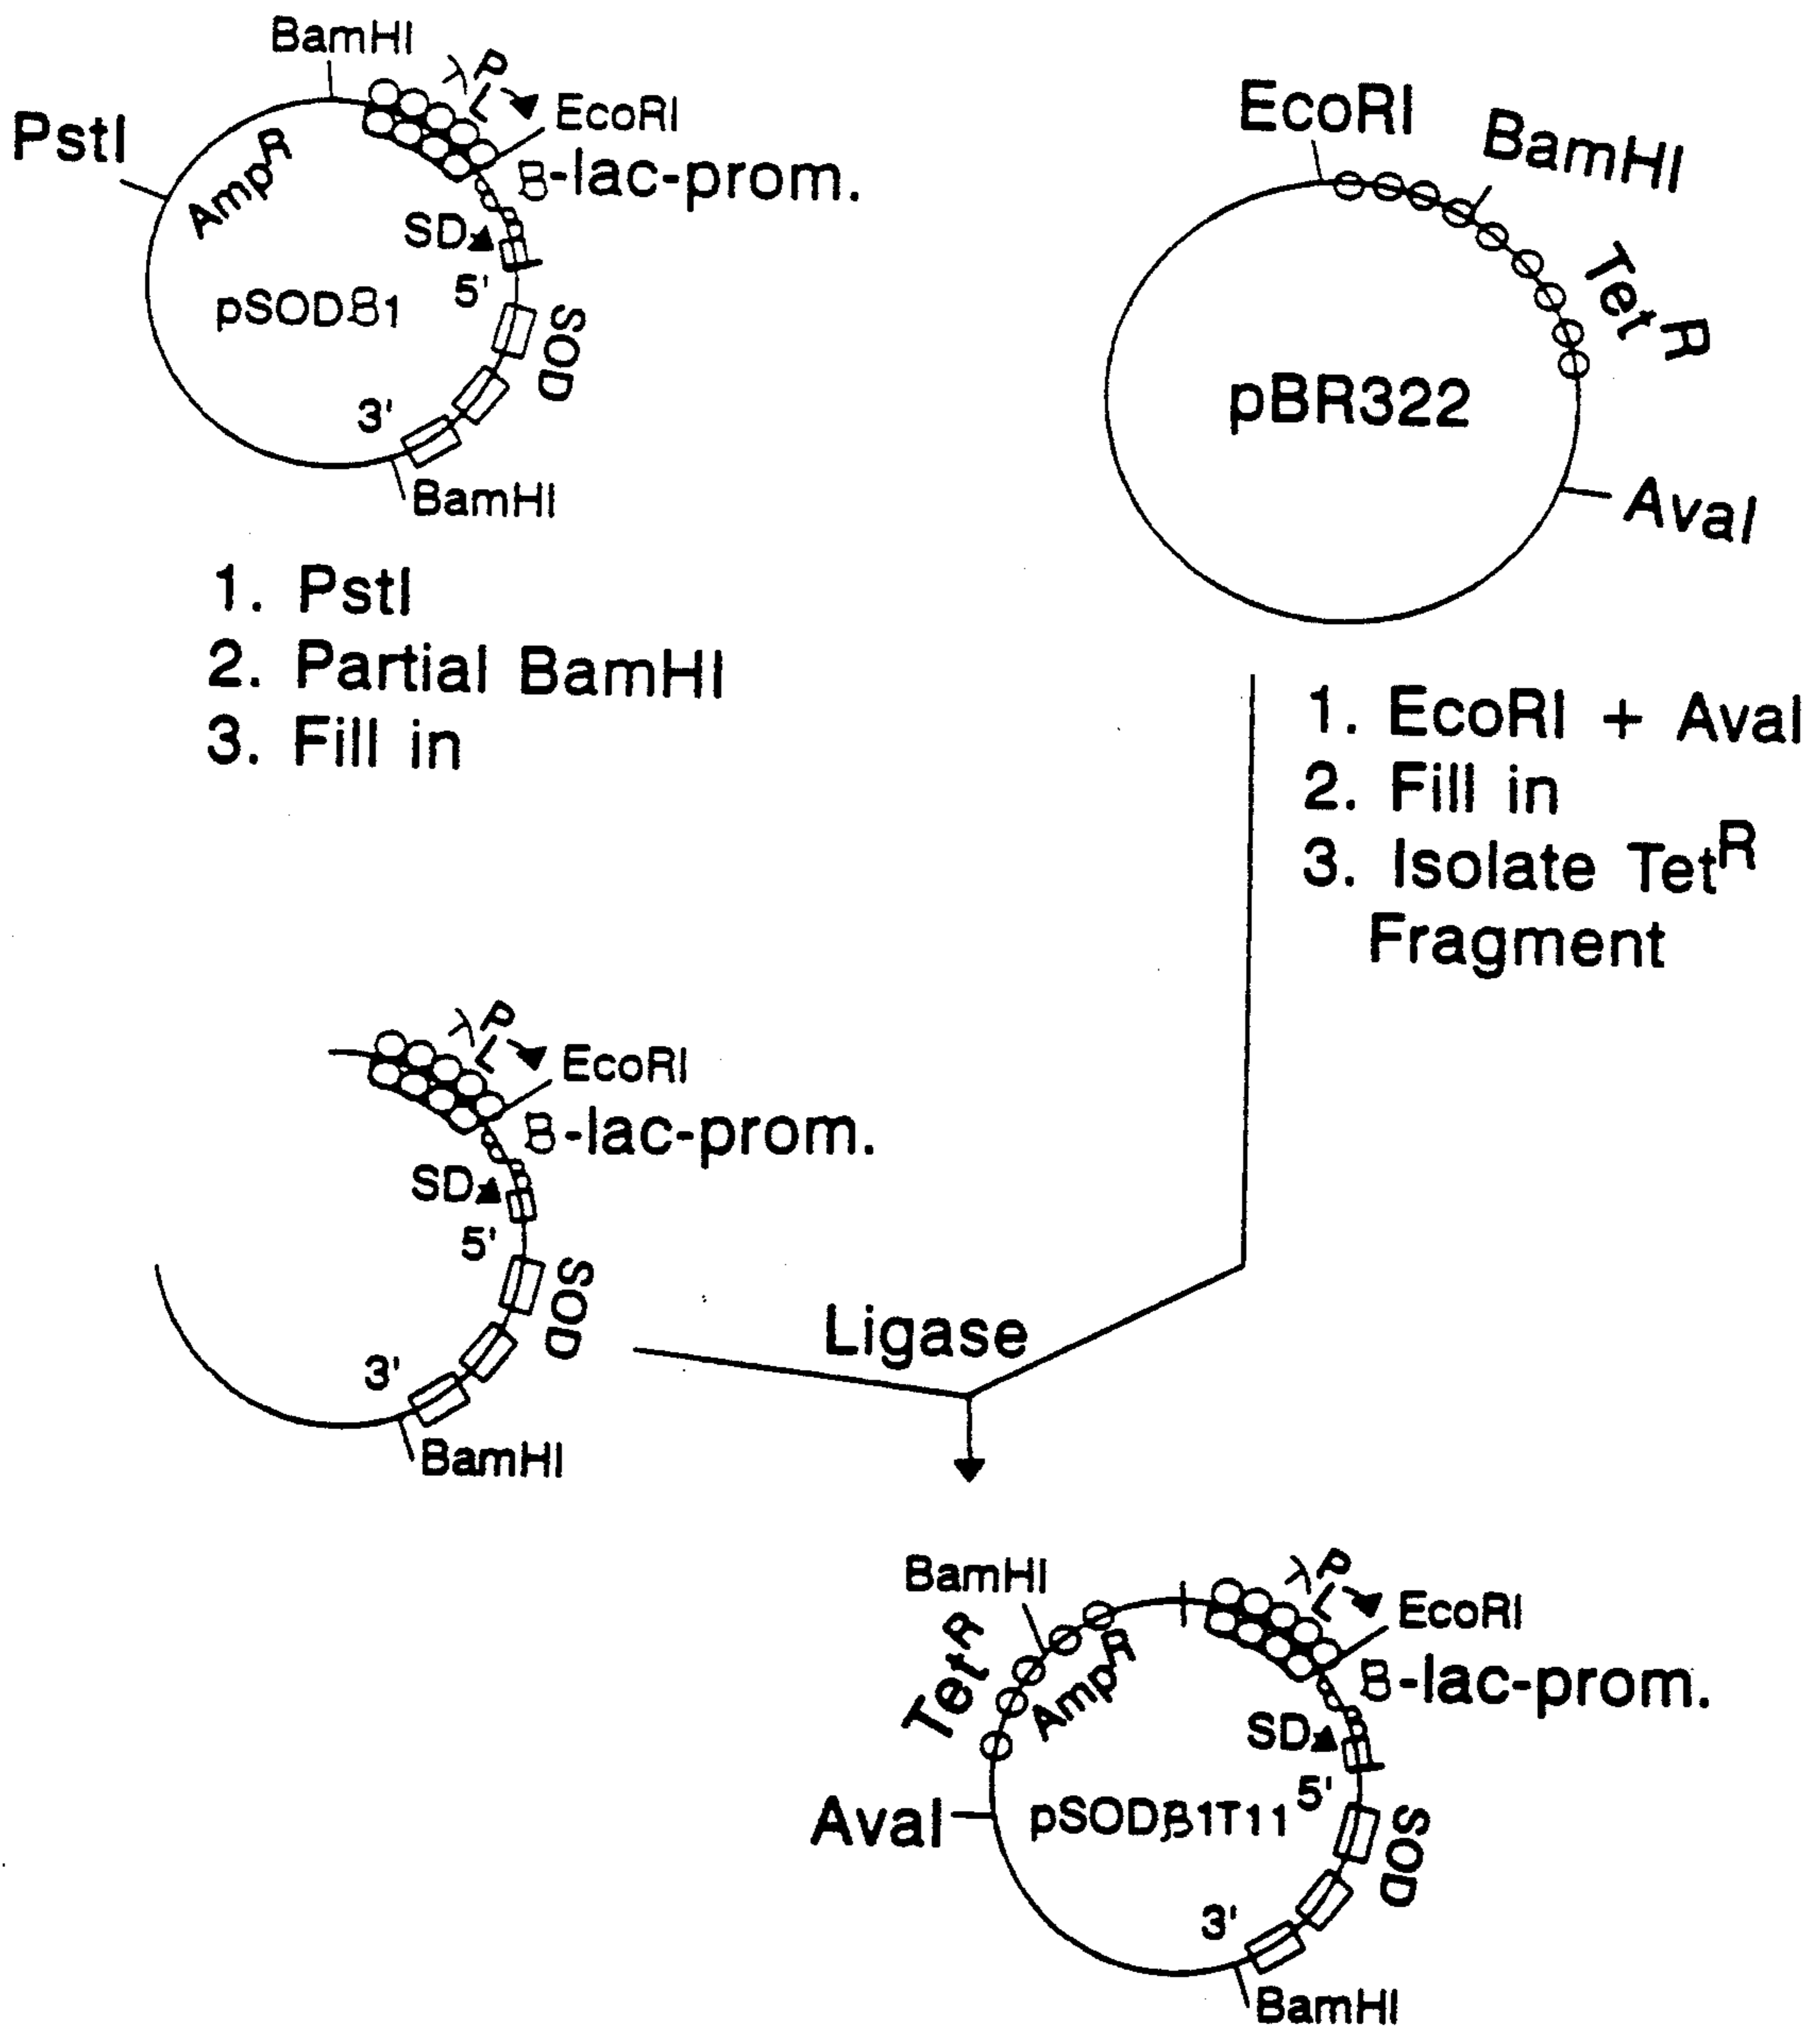 BamHI
λPL
EcoRI
PstI
AmpR
β-lac-prom.
SD
5'
pSODβ1
SOD
3'
BamHI
EcoRI
BamHI
TetR
pBR322
AvaI
1. PstI
2. Partial BamHI
3. Fill in
1. EcoRI + AvaI
2. Fill in
3. Isolate TetR
Fragment
λPL
EcoRI
β-lac-prom.
SD
5'
SOD
3'
BamHI
Ligase
BamHI
λPL
EcoRI
TetR
AmpR
β-lac-prom.
SD
5'
AvaI
pSODβ1T11
SOD
3'
BamHI